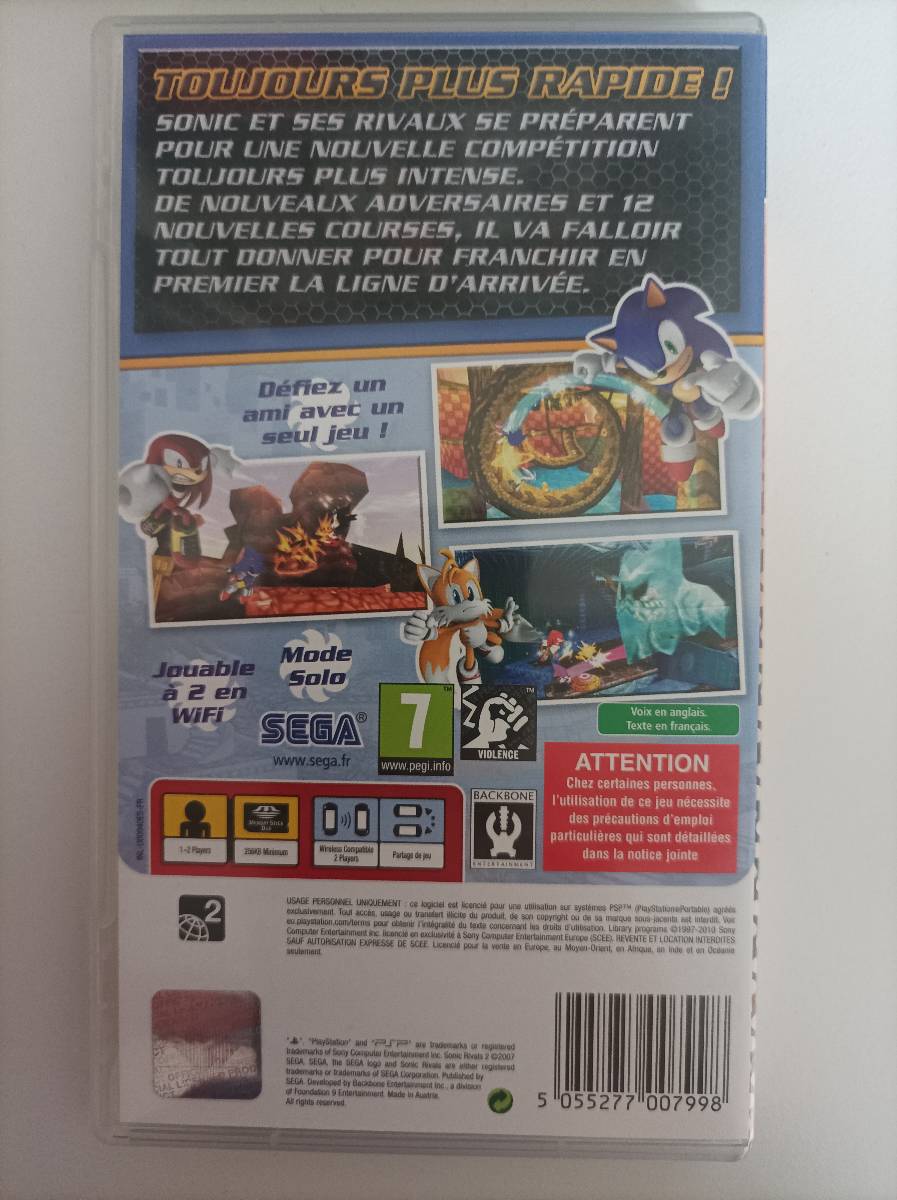 TOUJOURS PLUS RAPIDE !
SONIC ET SES RIVAUX SE PRÉPARENT
POUR UNE NOUVELLE COMPÉTITION
TOUJOURS PLUS INTENSE.
DE NOUVEAUX ADVERSAIRES ET 12
NOUVELLES COURSES, IL VA FALLOIR
TOUT DONNER POUR FRANCHIR EN
PREMIER LA LIGNE D'ARRIVÉE.
Défiez un
ami avec un
seul jeu !
Jouable
à 2 en
WiFi
Mode
Solo
SEGA®
www.sega.fr
7™
www.pegi.info
™
VIOLENCE
Voix en anglais.
Texte en français.
ATTENTION
Chez certaines personnes,
l'utilisation de ce jeu nécessite
des précautions d'emploi
particulières qui sont détaillées
dans la notice jointe
1-2 Players
MEMORY STICK
DUO
256KB Minimum
Wireless Compatible
2 Players
Partage de jeu
BACKBONE
ENTERTAINMENT
2
USAGE PERSONNEL UNIQUEMENT : ce logiciel est licencié pour une utilisation sur systèmes PSP™ (PlayStation®Portable) agréés
exclusivement. Tout accès, usage ou transfert illicite du produit, de son copyright ou de sa marque sous-jacents est interdit. Voir
eu.playstation.com/terms pour obtenir l'intégralité du texte concernant les droits d'utilisation. Library programs ©1997-2010 Sony
Computer Entertainment Inc. licencié en exclusivité à Sony Computer Entertainment Europe (SCEE). REVENTE ET LOCATION INTERDITES
SAUF AUTORISATION EXPRESSE DE SCEE. Licencié pour la vente en Europe, au Moyen-Orient, en Afrique, en Inde et en Océanie
seulement.
", "PlayStation" and "PSP" are trademarks or registered
trademarks of Sony Computer Entertainment Inc. Sonic Rivals 2 ©2007
SEGA. SEGA, the SEGA logo and Sonic Rivals are either registered
trademarks or trademarks of SEGA Corporation. Published by
SEGA. Developed by Backbone Entertainment Inc., a division
of Foundation 9 Entertainment. Made in Austria.
All rights reserved.
5 055277 007998